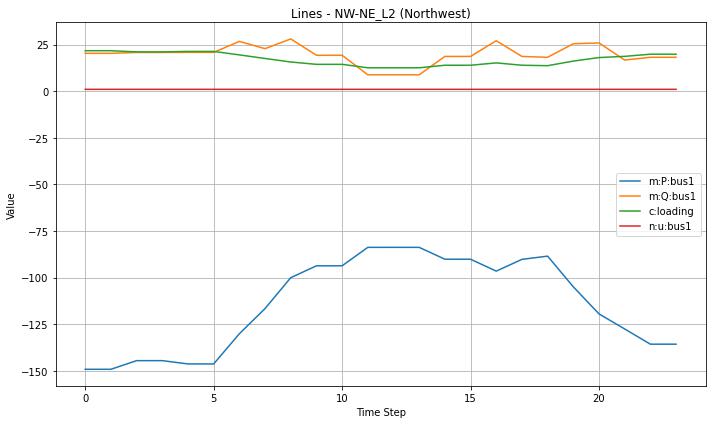 Lines - NW-NE_L2 (Northwest)
25
0
−25
−50
−75
−100
−125
−150
Value
m:P:bus1
m:Q:bus1
c:loading
n:u:bus1
0 5 10 15 20
Time Step